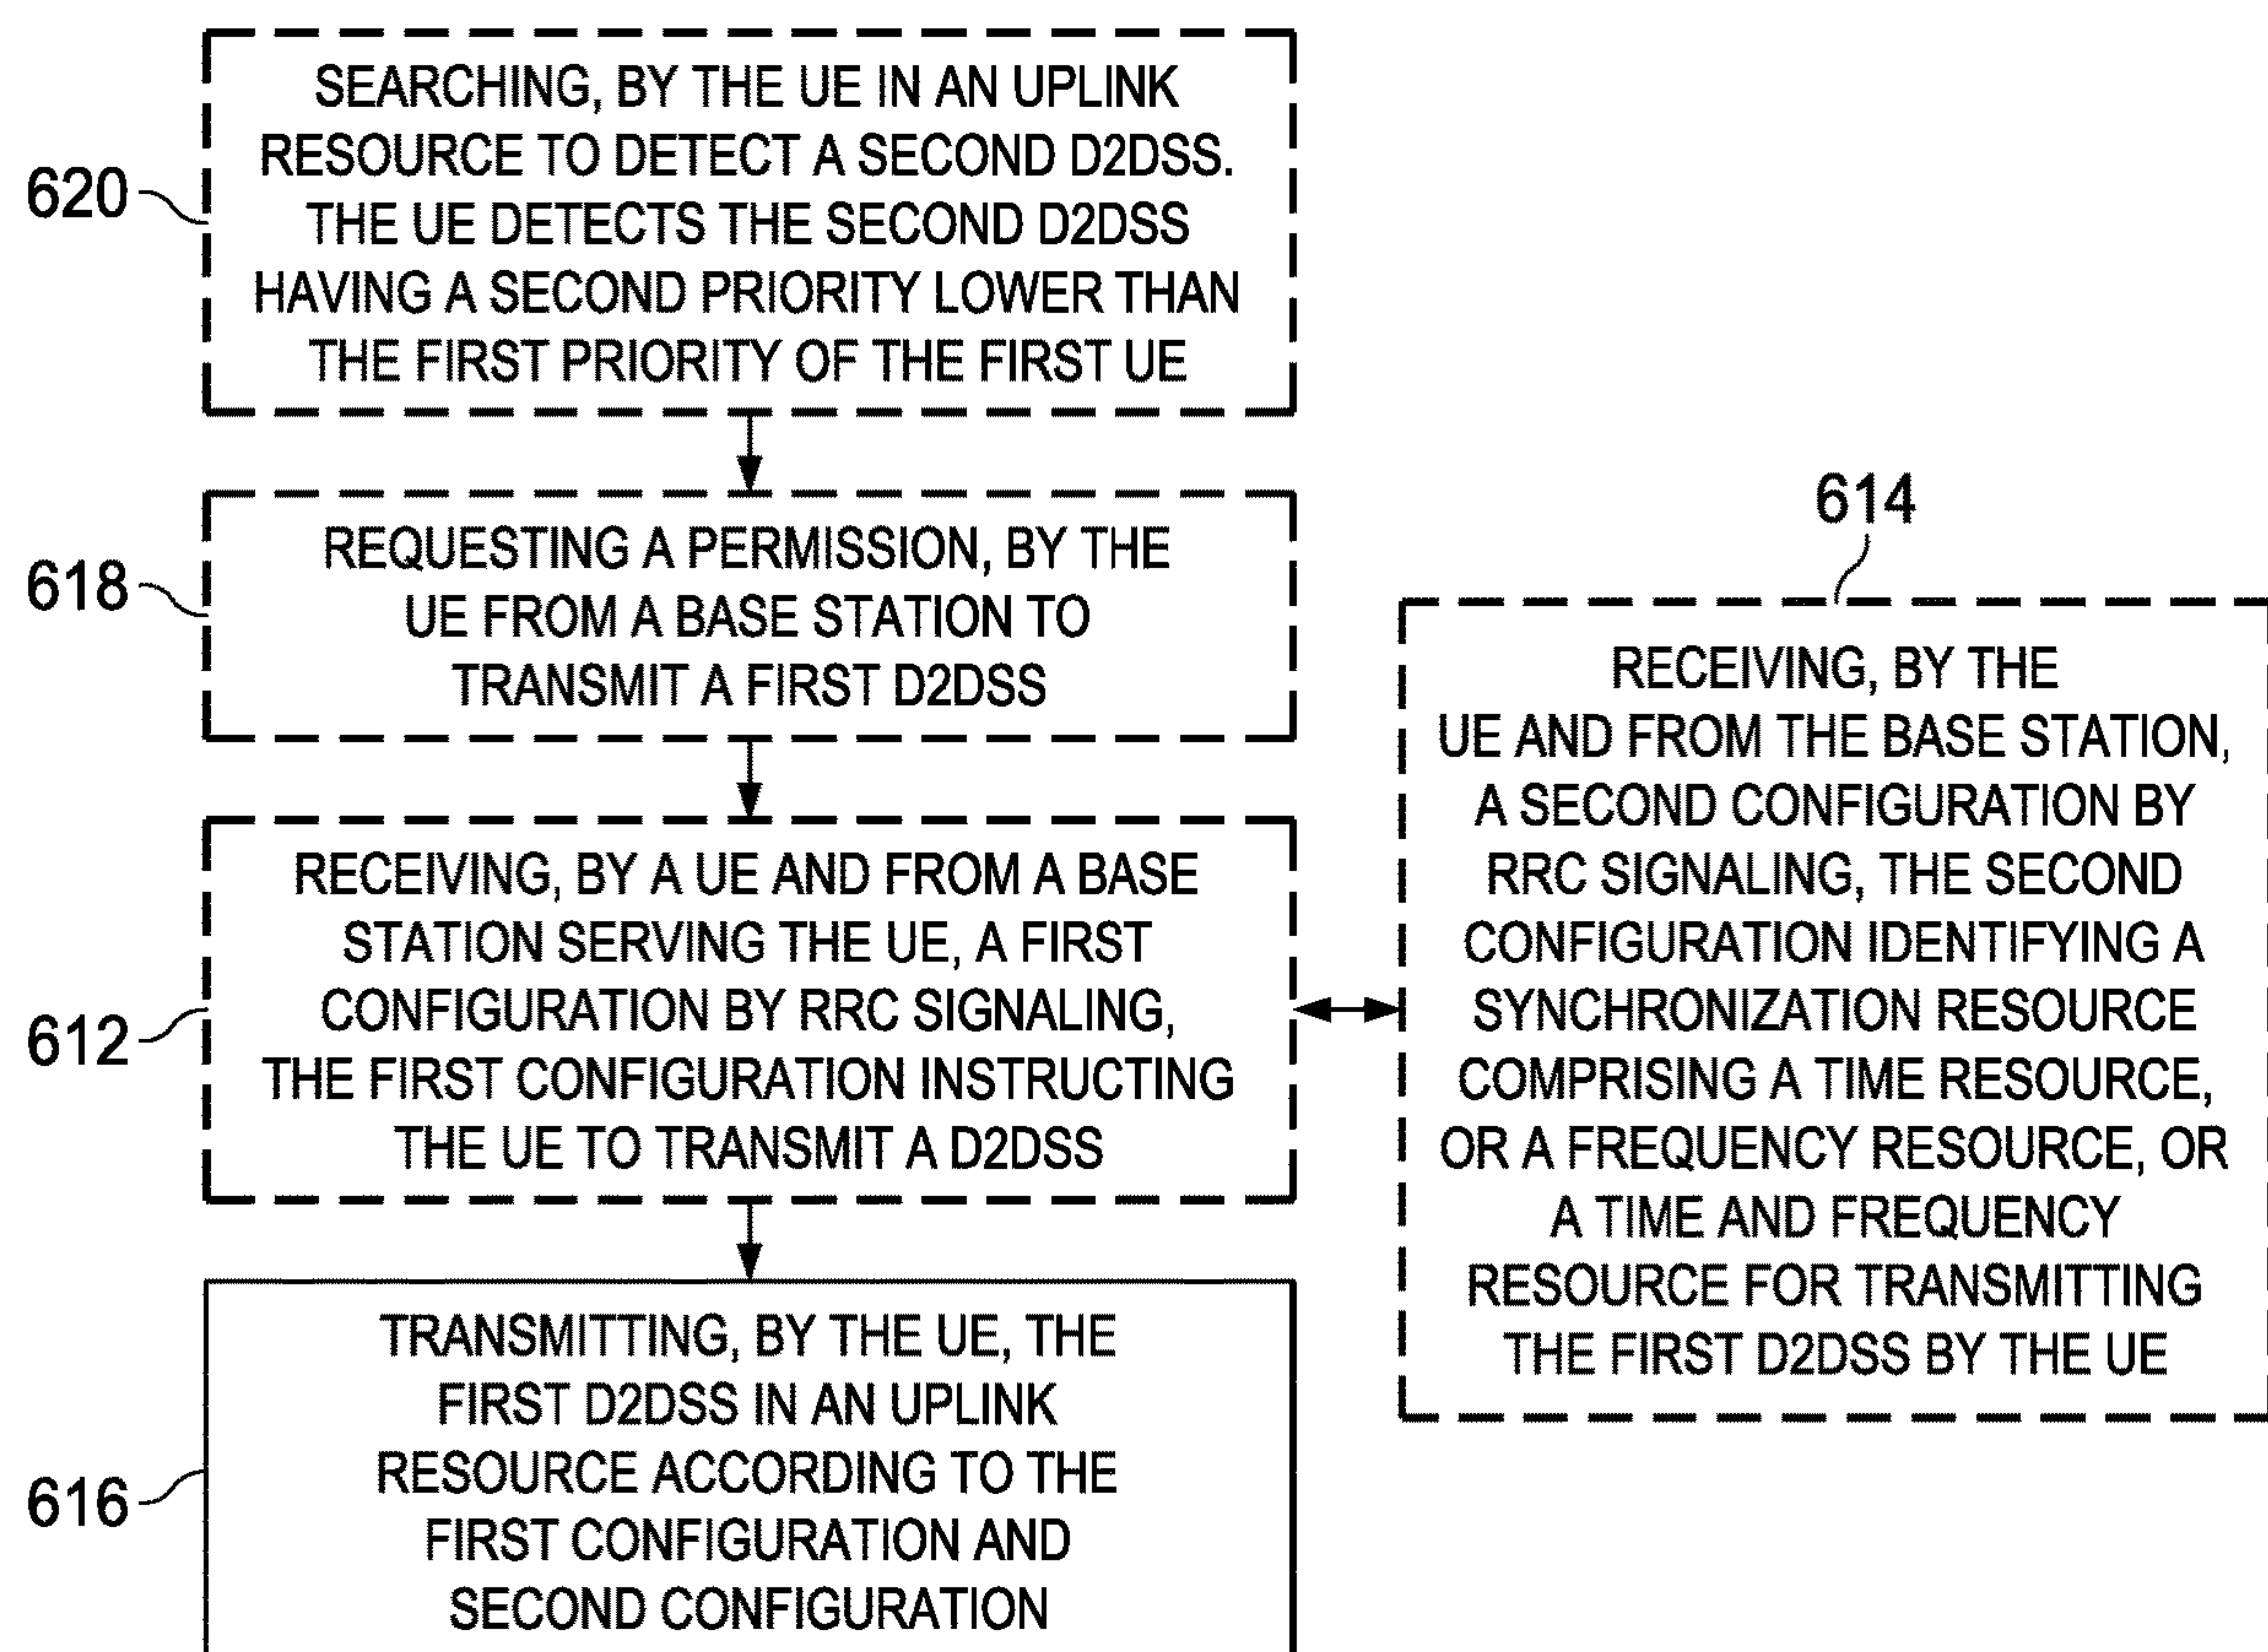 620
SEARCHING, BY THE UE IN AN UPLINK
RESOURCE TO DETECT A SECOND D2DSS.
THE UE DETECTS THE SECOND D2DSS
HAVING A SECOND PRIORITY LOWER THAN
THE FIRST PRIORITY OF THE FIRST UE
618
REQUESTING A PERMISSION, BY THE
UE FROM A BASE STATION TO
TRANSMIT A FIRST D2DSS
612
RECEIVING, BY A UE AND FROM A BASE
STATION SERVING THE UE, A FIRST
CONFIGURATION BY RRC SIGNALING,
THE FIRST CONFIGURATION INSTRUCTING
THE UE TO TRANSMIT A D2DSS
614
RECEIVING, BY THE
UE AND FROM THE BASE STATION,
A SECOND CONFIGURATION BY
RRC SIGNALING, THE SECOND
CONFIGURATION IDENTIFYING A
SYNCHRONIZATION RESOURCE
COMPRISING A TIME RESOURCE,
OR A FREQUENCY RESOURCE, OR
A TIME AND FREQUENCY
RESOURCE FOR TRANSMITTING
THE FIRST D2DSS BY THE UE
616
TRANSMITTING, BY THE UE, THE
FIRST D2DSS IN AN UPLINK
RESOURCE ACCORDING TO THE
FIRST CONFIGURATION AND
SECOND CONFIGURATION